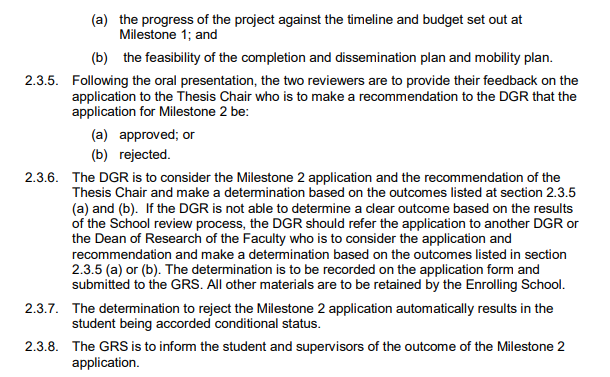 (a) the progress of the project against the timeline and budget set out at
Milestone 1; and
(b) the feasibility of the completion and dissemination plan and mobility plan.
2.3.5. Following the oral presentation, the two reviewers are to provide their feedback on the
application to the Thesis Chair who is to make a recommendation to the DGR that the
application for Milestone 2 be:
(a) approved; or
(b) rejected.
2.3.6. The DGR is to consider the Milestone 2 application and the recommendation of the
Thesis Chair and make a determination based on the outcomes listed at section 2.3.5
(a) and (b). If the DGR is not able to determine a clear outcome based on the results
of the School review process, the DGR should refer the application to another DGR or
the Dean of Research of the Faculty who is to consider the application and
recommendation and make a determination based on the outcomes listed in section
2.3.5 (a) or (b). The determination is to be recorded on the application form and
submitted to the GRS. All other materials are to be retained by the Enrolling School.
2.3.7. The determination to reject the Milestone 2 application automatically results in the
student being accorded conditional status.
2.3.8. The GRS is to inform the student and supervisors of the outcome of the Milestone 2
application.